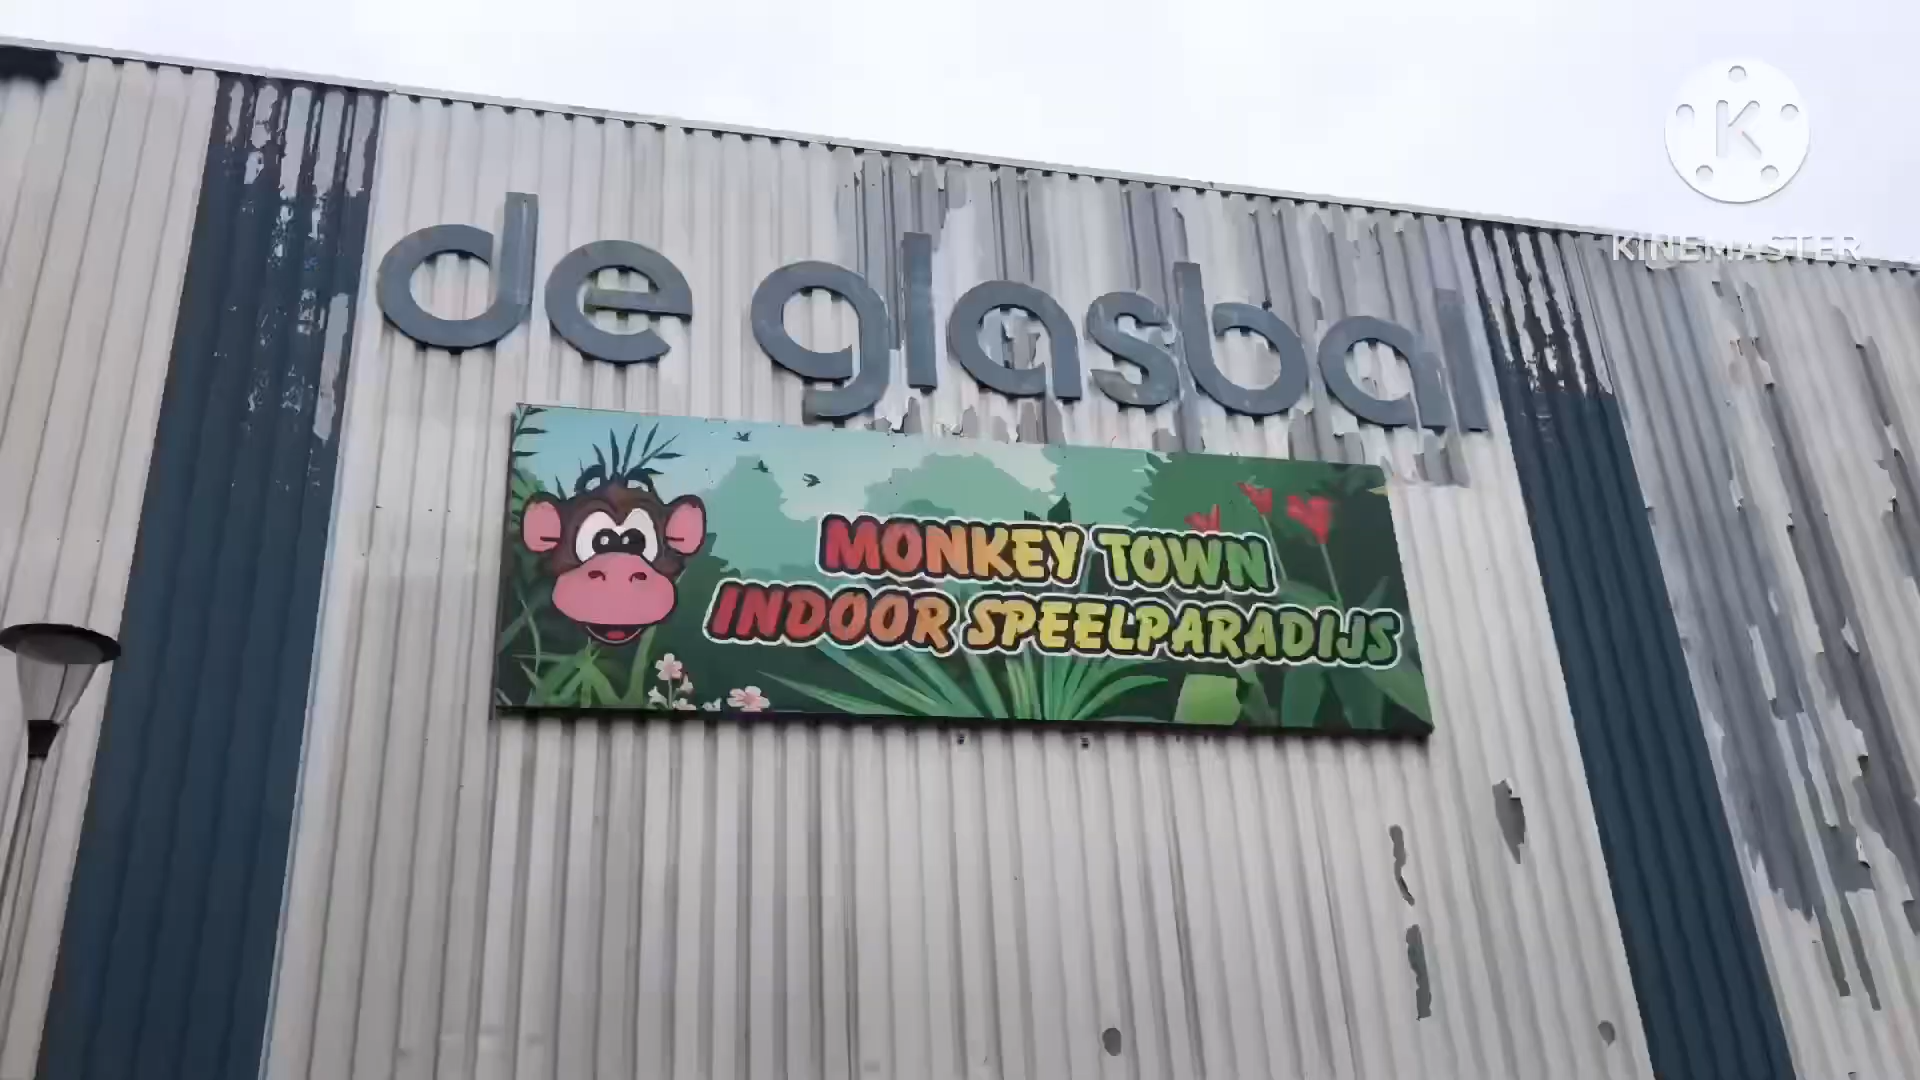 K
KINEMASTER
de glasbal
MONKEY TOWN
INDOOR SPEELPARADIJS